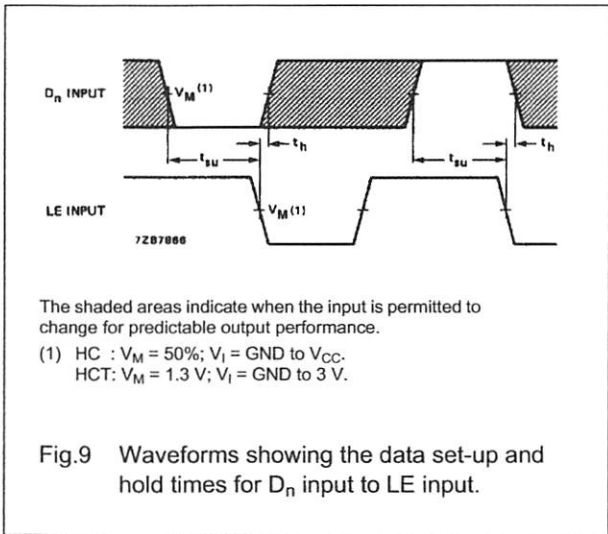 Dn INPUT
VM(1)
tsu
th
tsu
th
LE INPUT
VM(1)
7Z87866
The shaded areas indicate when the input is permitted to
change for predictable output performance.
(1) HC : VM = 50%; VI = GND to VCC.
HCT: VM = 1.3 V; VI = GND to 3 V.
Fig.9 Waveforms showing the data set-up and
hold times for Dn input to LE input.